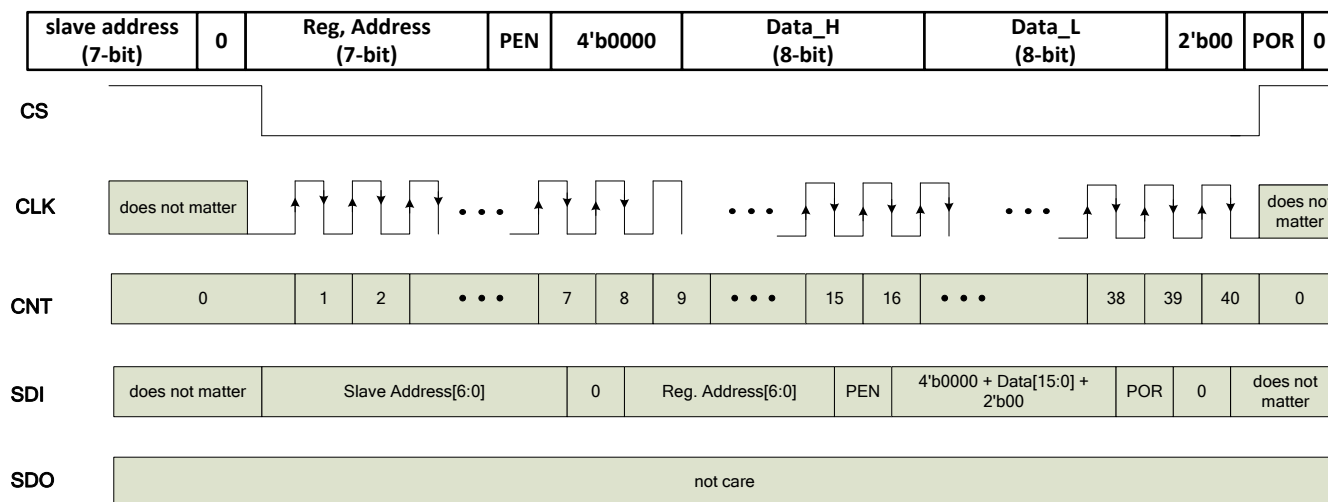 slave address (7-bit) 0 Reg, Address (7-bit) PEN 4'b0000 Data_H (8-bit) Data_L (8-bit) 2'b00 POR 0
CS
CLK does not matter • • • • • • • • • does not matter
CNT 0 1 2 • • • 7 8 9 • • • 15 16 • • • 38 39 40 0
SDI does not matter Slave Address[6:0] 0 Reg. Address[6:0] PEN 4'b0000 + Data[15:0] + 2'b00 POR 0 does not matter
SDO not care